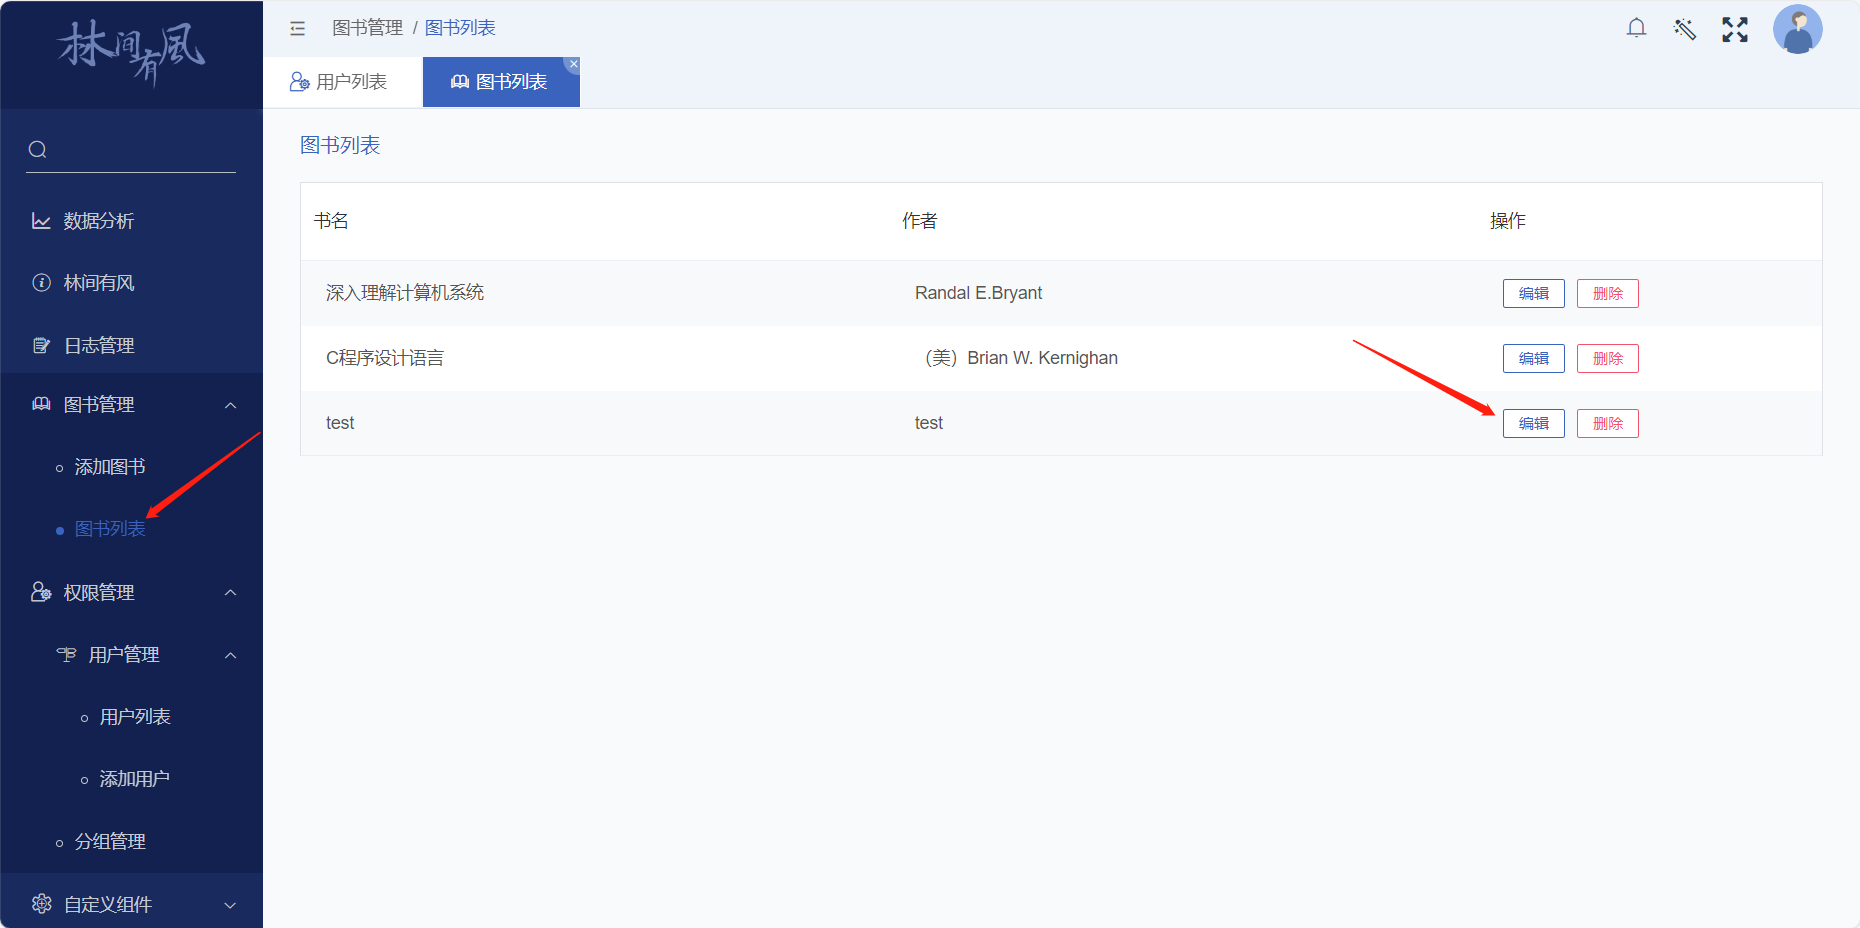 林间有風
图书管理 / 图书列表
用户列表
图书列表
图书列表
数据分析
林间有风
日志管理
图书管理
添加图书
图书列表
权限管理
用户管理
用户列表
添加用户
分组管理
自定义组件
书名 作者 操作
深入理解计算机系统 Randal E.Bryant 编辑 删除
C程序设计语言 （美）Brian W. Kernighan 编辑 删除
test test 编辑 删除